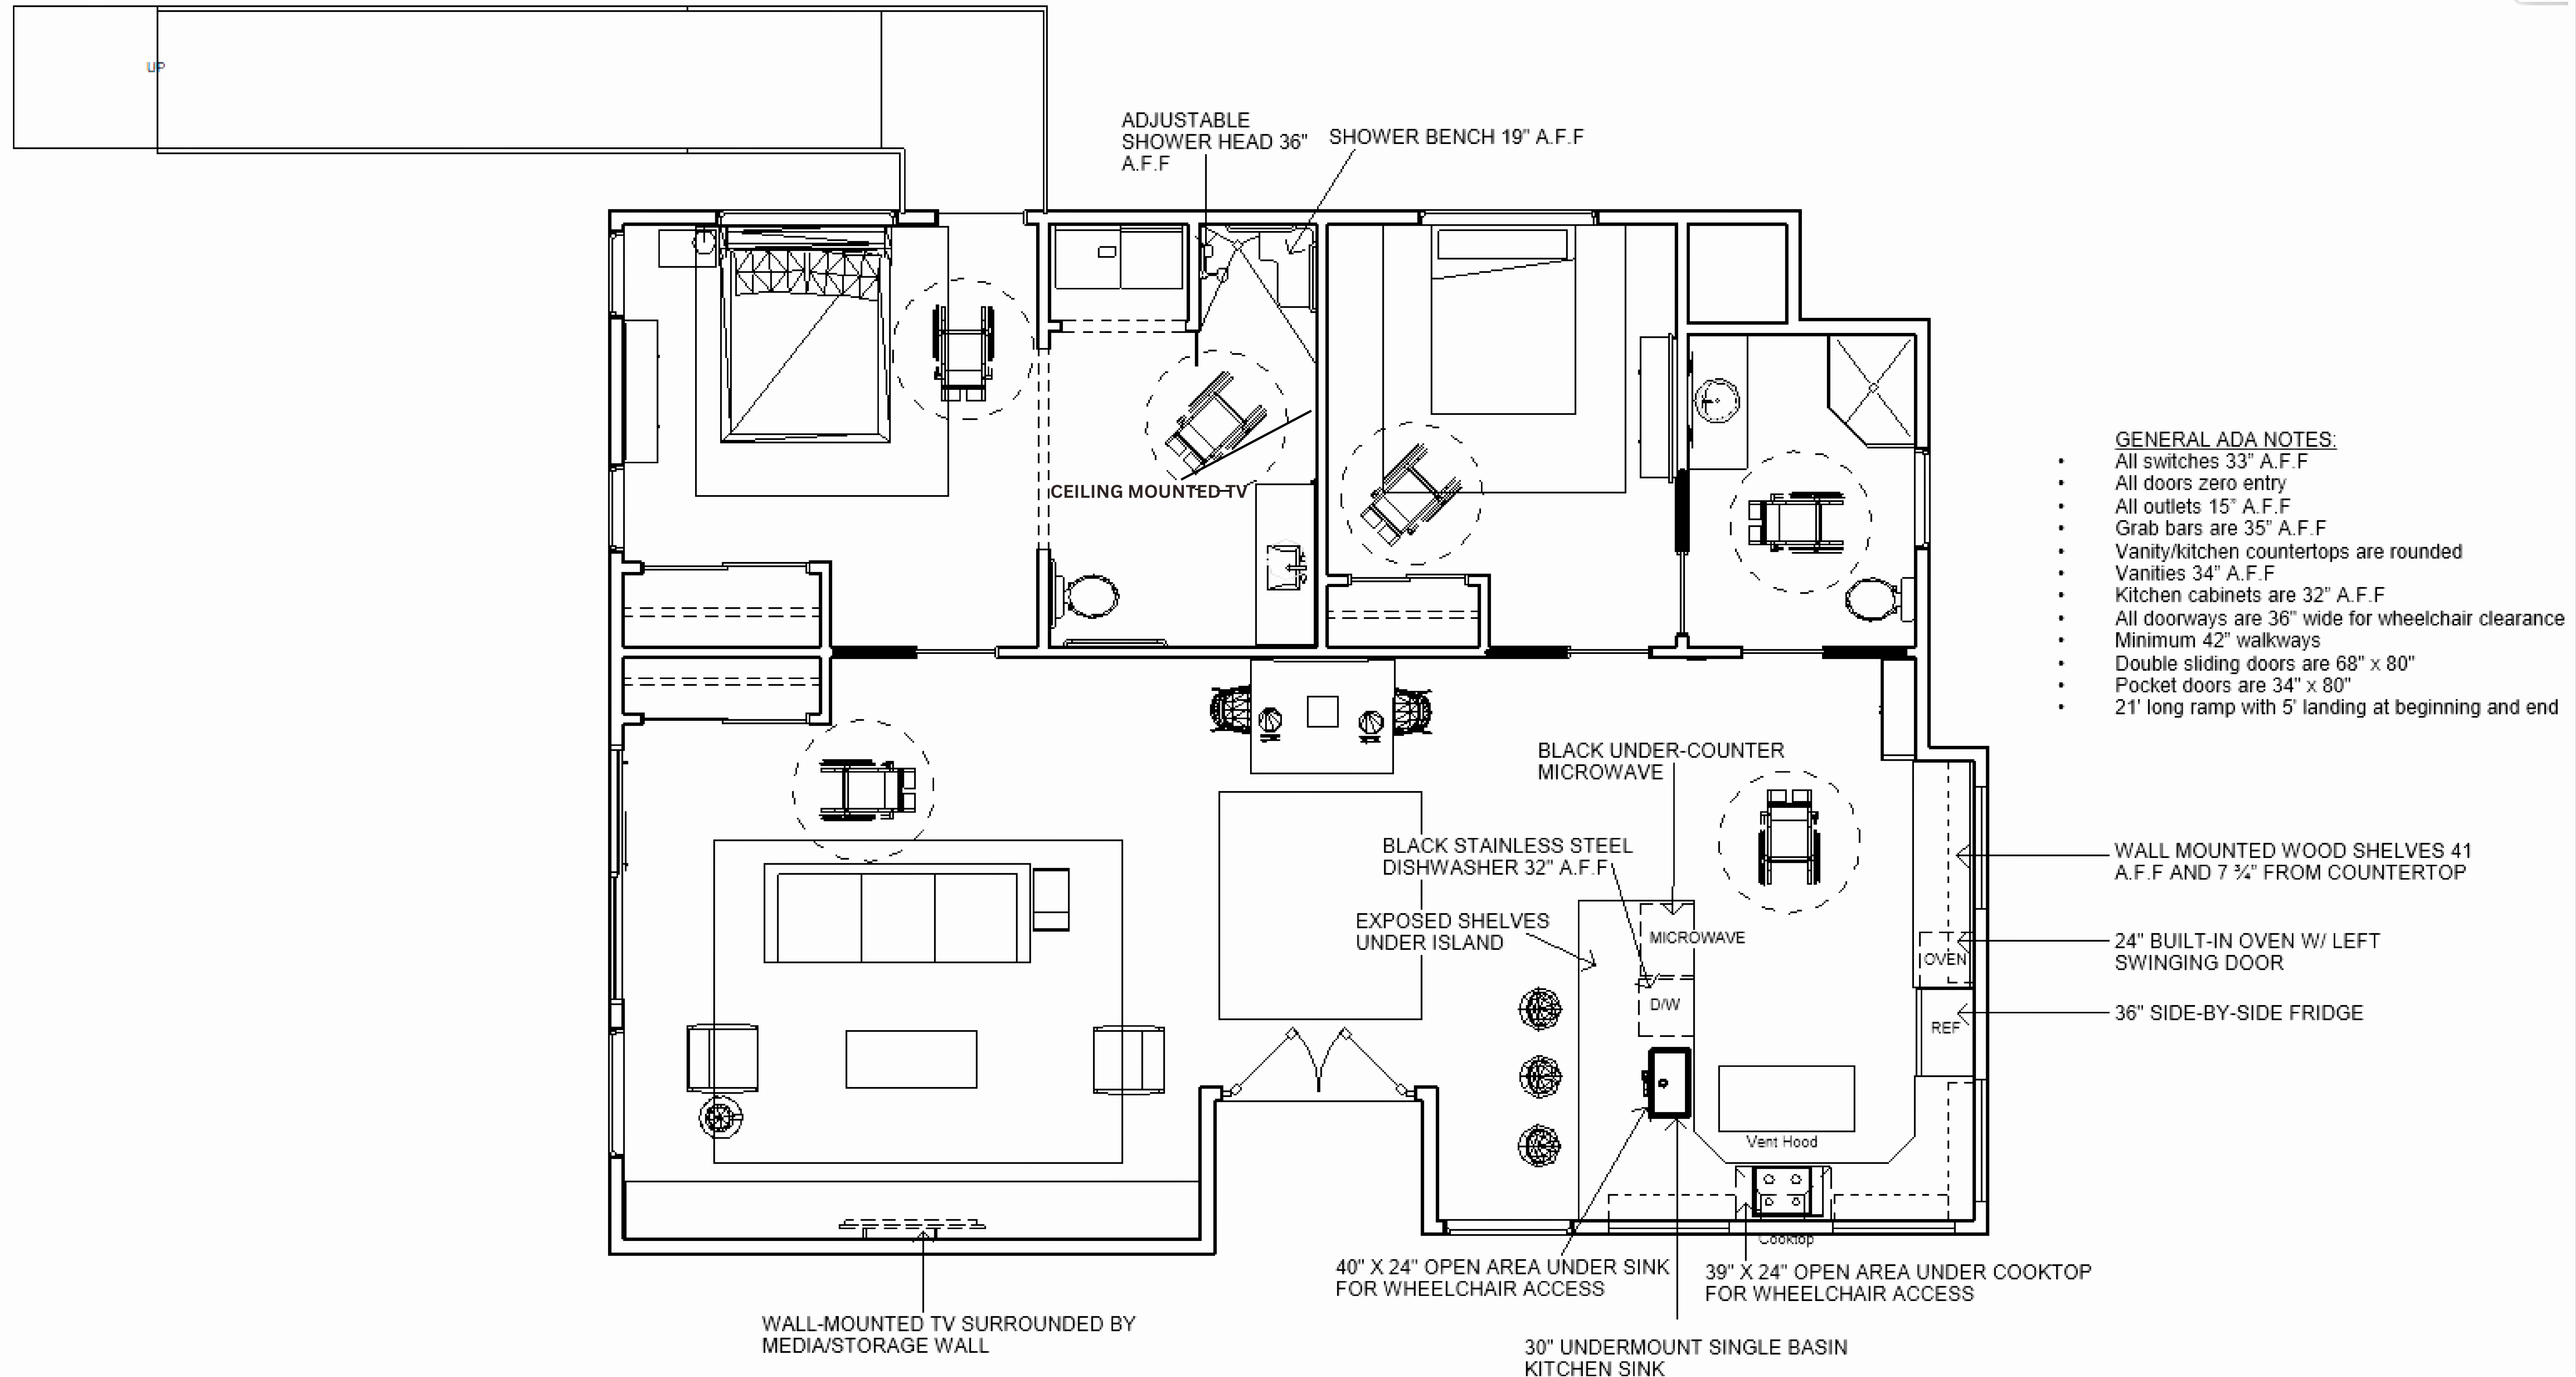 UP
ADJUSTABLE
SHOWER HEAD 36"
A.F.F
SHOWER BENCH 19" A.F.F
CEILING MOUNTED TV
GENERAL ADA NOTES:
• All switches 33" A.F.F
• All doors zero entry
• All outlets 15" A.F.F
• Grab bars are 35" A.F.F
• Vanity/kitchen countertops are rounded
• Vanities 34" A.F.F
• Kitchen cabinets are 32" A.F.F
• All doorways are 36" wide for wheelchair clearance
• Minimum 42" walkways
• Double sliding doors are 68" x 80"
• Pocket doors are 34" x 80"
• 21' long ramp with 5' landing at beginning and end
BLACK UNDER-COUNTER
MICROWAVE
BLACK STAINLESS STEEL
DISHWASHER 32" A.F.F
EXPOSED SHELVES
UNDER ISLAND
MICROWAVE
D/W
OVEN
REF
WALL MOUNTED WOOD SHELVES 41
A.F.F AND 7 ¾" FROM COUNTERTOP
24" BUILT-IN OVEN W/ LEFT
SWINGING DOOR
36" SIDE-BY-SIDE FRIDGE
Vent Hood
Cooktop
40" X 24" OPEN AREA UNDER SINK
FOR WHEELCHAIR ACCESS
39" X 24" OPEN AREA UNDER COOKTOP
FOR WHEELCHAIR ACCESS
WALL-MOUNTED TV SURROUNDED BY
MEDIA/STORAGE WALL
30" UNDERMOUNT SINGLE BASIN
KITCHEN SINK